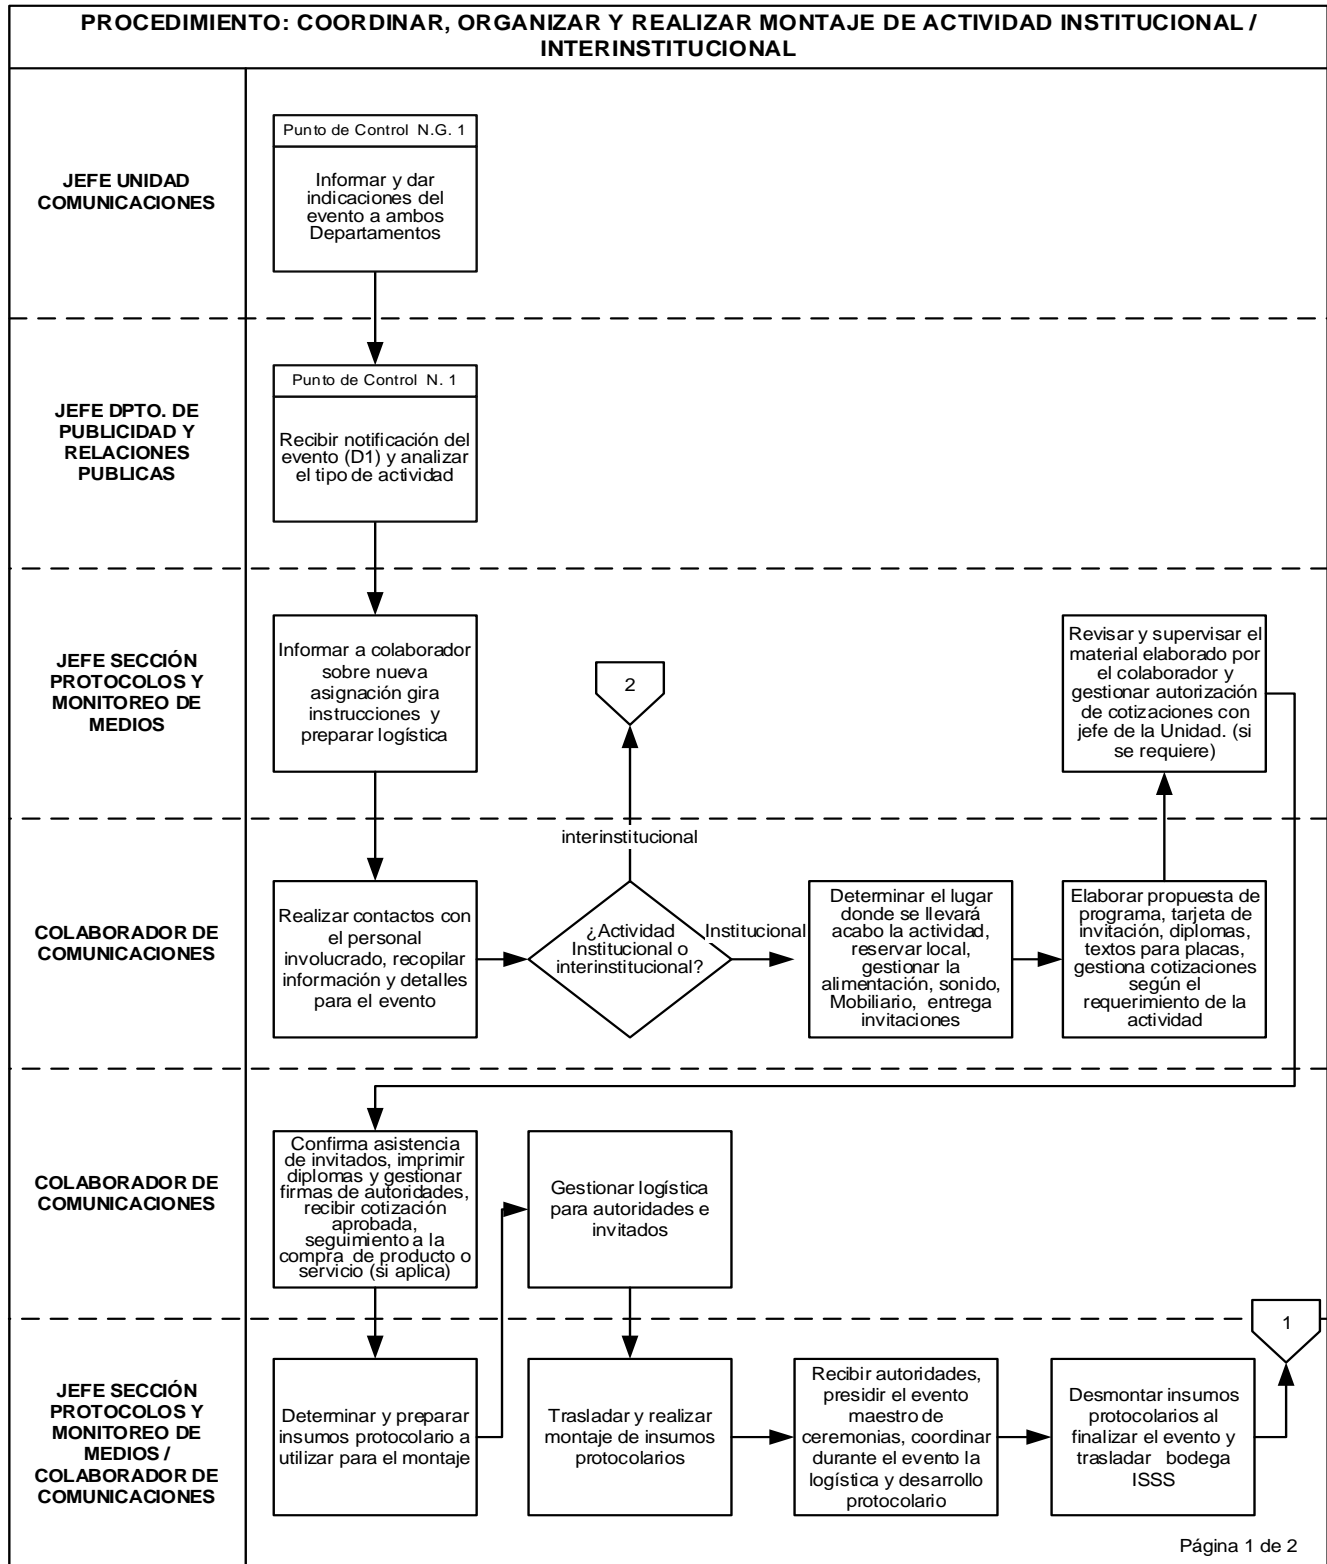 PROCEDIMIENTO: COORDINAR, ORGANIZAR Y REALIZAR MONTAJE DE ACTIVIDAD INSTITUCIONAL /
INTERINSTITUCIONAL
JEFE UNIDAD
COMUNICACIONES
Punto de Control N.G. 1
Informar y dar
indicaciones del
evento a ambos
Departamentos
JEFE DPTO. DE
PUBLICIDAD Y
RELACIONES
PUBLICAS
Punto de Control N. 1
Recibir notificación del
evento (D1) y analizar
el tipo de actividad
JEFE SECCIÓN
PROTOCOLOS Y
MONITOREO DE
MEDIOS
Informar a colaborador
sobre nueva
asignación gira
instrucciones y
preparar logística
2
Revisar y supervisar el
material elaborado por
el colaborador y
gestionar autorización
de cotizaciones con
jefe de la Unidad. (si
se requiere)
COLABORADOR DE
COMUNICACIONES
Realizar contactos con
el personal
involucrado, recopilar
información y detalles
para el evento
interinstitucional
¿Actividad
Institucional o
interinstitucional?
Institucional
Determinar el lugar
donde se llevará
acabo la actividad,
reservar local,
gestionar la
alimentación, sonido,
Mobiliario, entrega
invitaciones
Elaborar propuesta de
programa, tarjeta de
invitación, diplomas,
textos para placas,
gestiona cotizaciones
según el
requerimiento de la
actividad
COLABORADOR DE
COMUNICACIONES
Confirma asistencia
de invitados, imprimir
diplomas y gestionar
firmas de autoridades,
recibir cotización
aprobada,
seguimiento a la
compra de producto o
servicio (si aplica)
Gestionar logística
para autoridades e
invitados
JEFE SECCIÓN
PROTOCOLOS Y
MONITOREO DE
MEDIOS /
COLABORADOR DE
COMUNICACIONES
Determinar y preparar
insumos protocolario a
utilizar para el montaje
Trasladar y realizar
montaje de insumos
protocolarios
Recibir autoridades,
presidir el evento
maestro de
ceremonias, coordinar
durante el evento la
logística y desarrollo
protocolario
Desmontar insumos
protocolarios al
finalizar el evento y
trasladar bodega
ISSS
1
Página 1 de 2